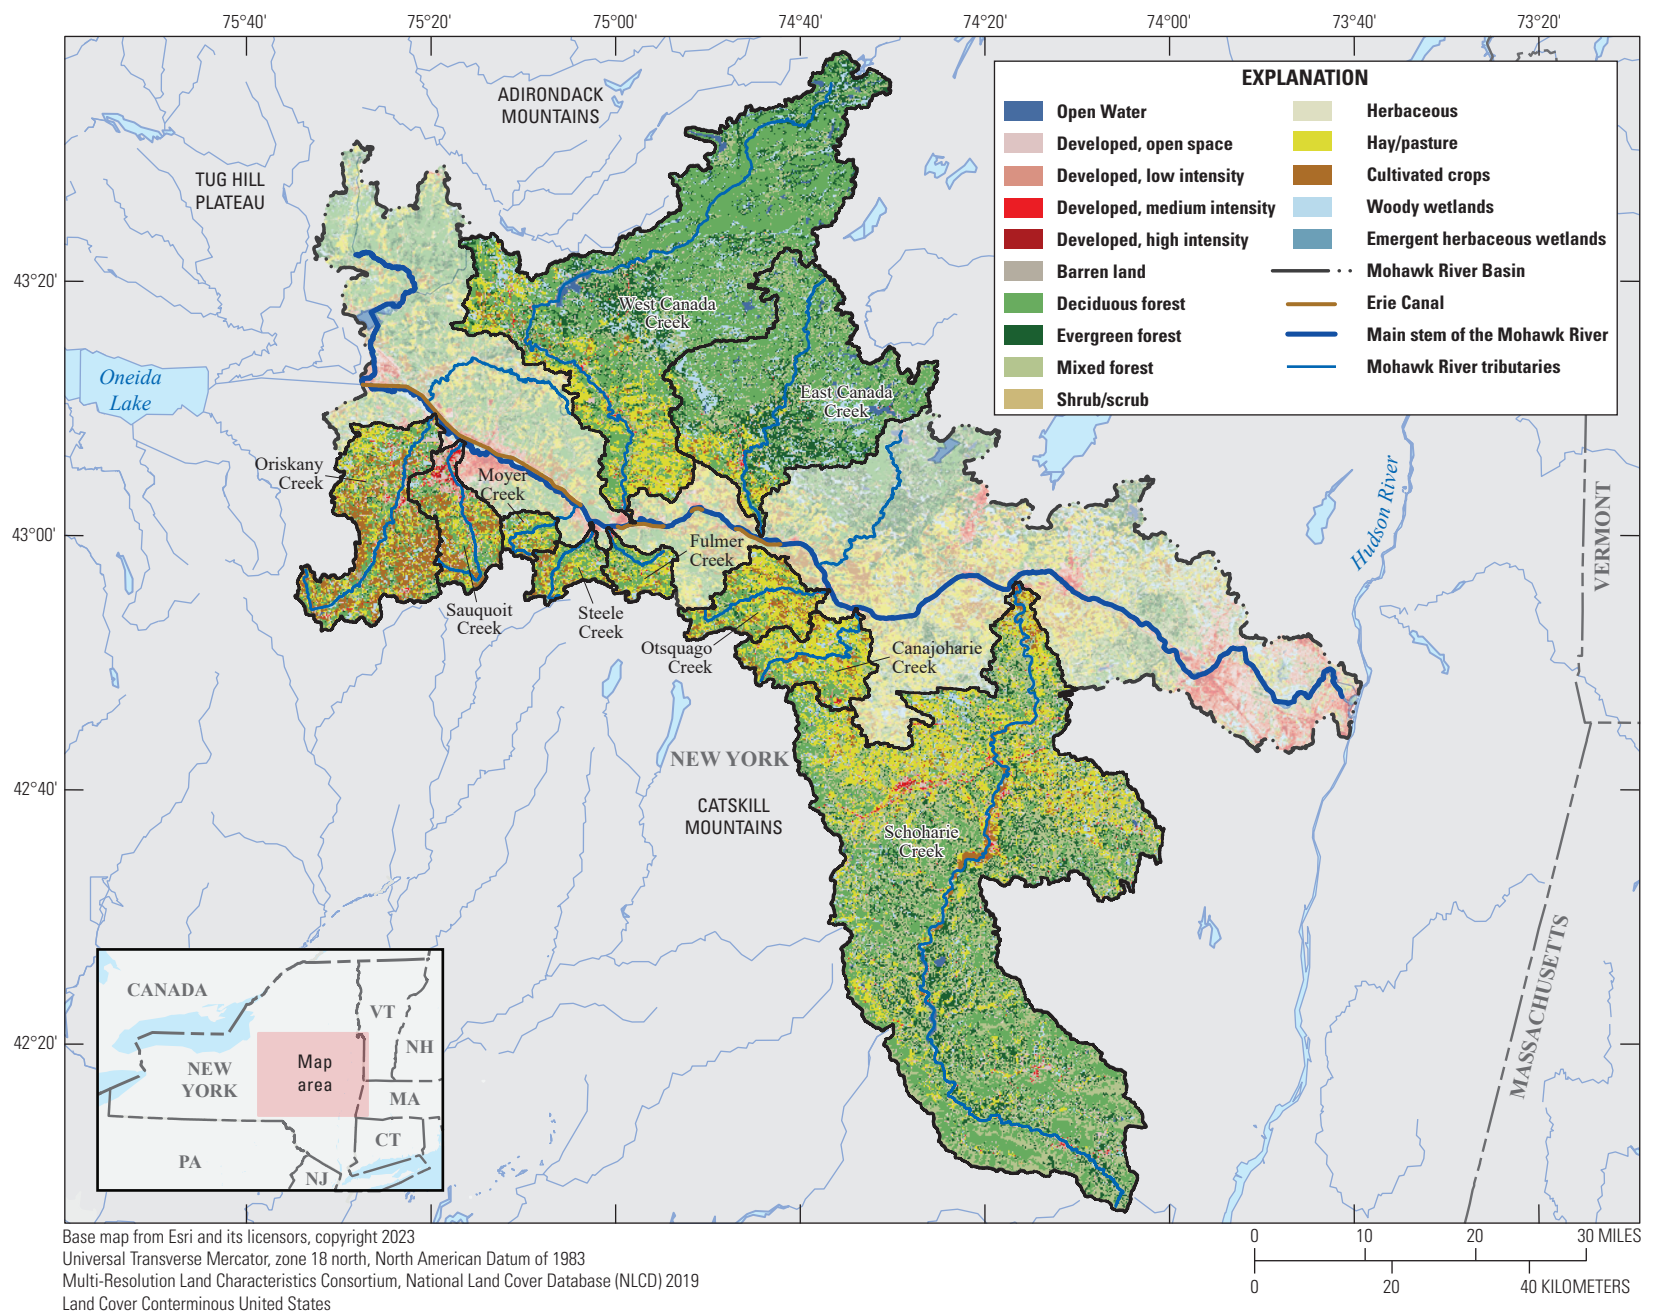 75°40'
75°20'
75°00'
74°40'
74°20'
74°00'
73°40'
73°20'
43°20'
43°00'
42°40'
42°20'
EXPLANATION
Open Water
Developed, open space
Developed, low intensity
Developed, medium intensity
Developed, high intensity
Barren land
Deciduous forest
Evergreen forest
Mixed forest
Shrub/scrub
Herbaceous
Hay/pasture
Cultivated crops
Woody wetlands
Emergent herbaceous wetlands
Mohawk River Basin
Erie Canal
Main stem of the Mohawk River
Mohawk River tributaries
ADIRONDACK
MOUNTAINS
TUG HILL
PLATEAU
Oneida
Lake
West Canada
Creek
East Canada
Creek
Oriskany
Creek
Moyer
Creek
Fulmer
Creek
Sauquoit
Creek
Steele
Creek
Otsquago
Creek
Canajoharie
Creek
Hudson River
VERMONT
NEW YORK
CATSKILL
MOUNTAINS
Schoharie
Creek
MASSACHUSETTS
CANADA
VT
NH
NEW
YORK
Map
area
MA
CT
PA
NJ
Base map from Esri and its licensors, copyright 2023
Universal Transverse Mercator, zone 18 north, North American Datum of 1983
Multi-Resolution Land Characteristics Consortium, National Land Cover Database (NLCD) 2019
Land Cover Conterminous United States
0 10 20 30 MILES
0 20 40 KILOMETERS